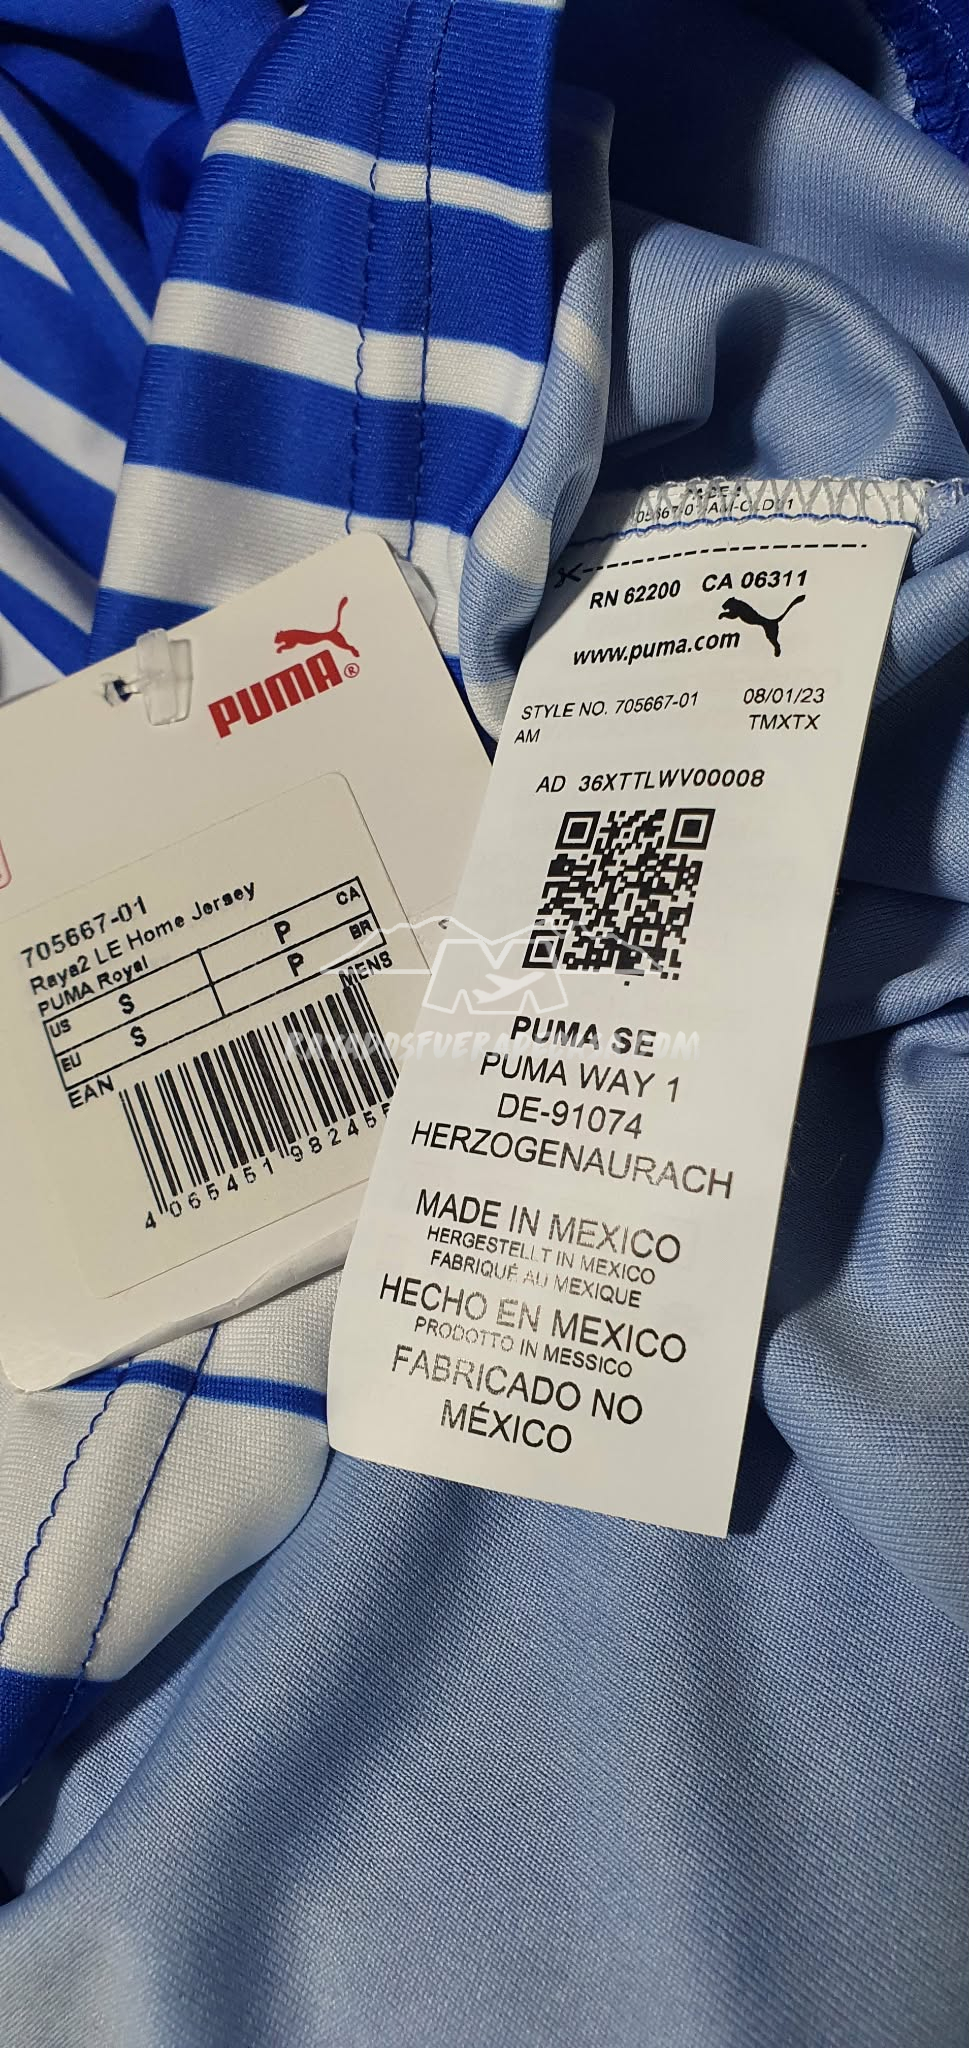 PUMA®
705667-01
Raya2 LE Home Jersey
PUMA Royal
US S P CA
EU S P BR
EAN MENS
4 065451 98245
RN 62200 CA 06311
www.puma.com
STYLE NO. 705667-01 08/01/23
AM TMXTX
AD 36XTTLWV00008
PUMA SE
PUMA WAY 1
DE-91074
HERZOGENAURACH
MADE IN MEXICO
HERGESTELLT IN MEXICO
FABRIQUÉ AU MEXIQUE
HECHO EN MEXICO
PRODOTTO IN MESSICO
FABRICADO NO
MÉXICO